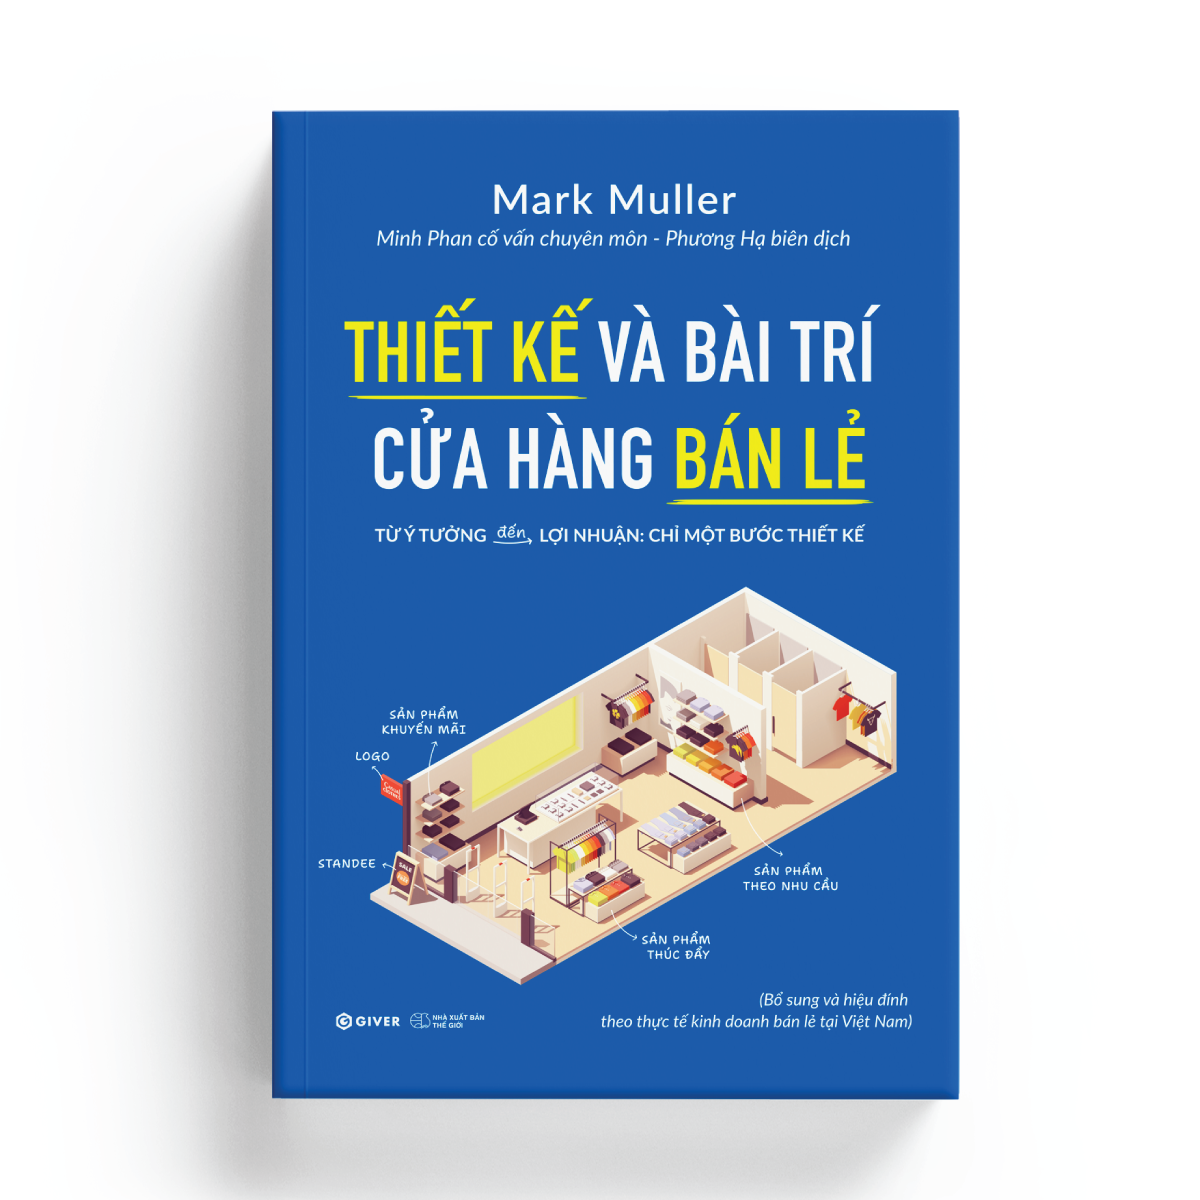 Mark Muller
Minh Phan cố vấn chuyên môn - Phương Hạ biên dịch
THIẾT KẾ VÀ BÀI TRÍ
CỬA HÀNG BÁN LẺ
TỪ Ý TƯỞNG đến LỢI NHUẬN: CHỈ MỘT BƯỚC THIẾT KẾ
SẢN PHẨM
KHUYẾN MÃI
LOGO
STANDEE
SALE
SẢN PHẨM
THEO NHU CẦU
SẢN PHẨM
THÚC ĐẨY
(Bổ sung và hiệu đính
theo thực tế kinh doanh bán lẻ tại Việt Nam)
GIVER
NHÀ XUẤT BẢN
THẾ GIỚI